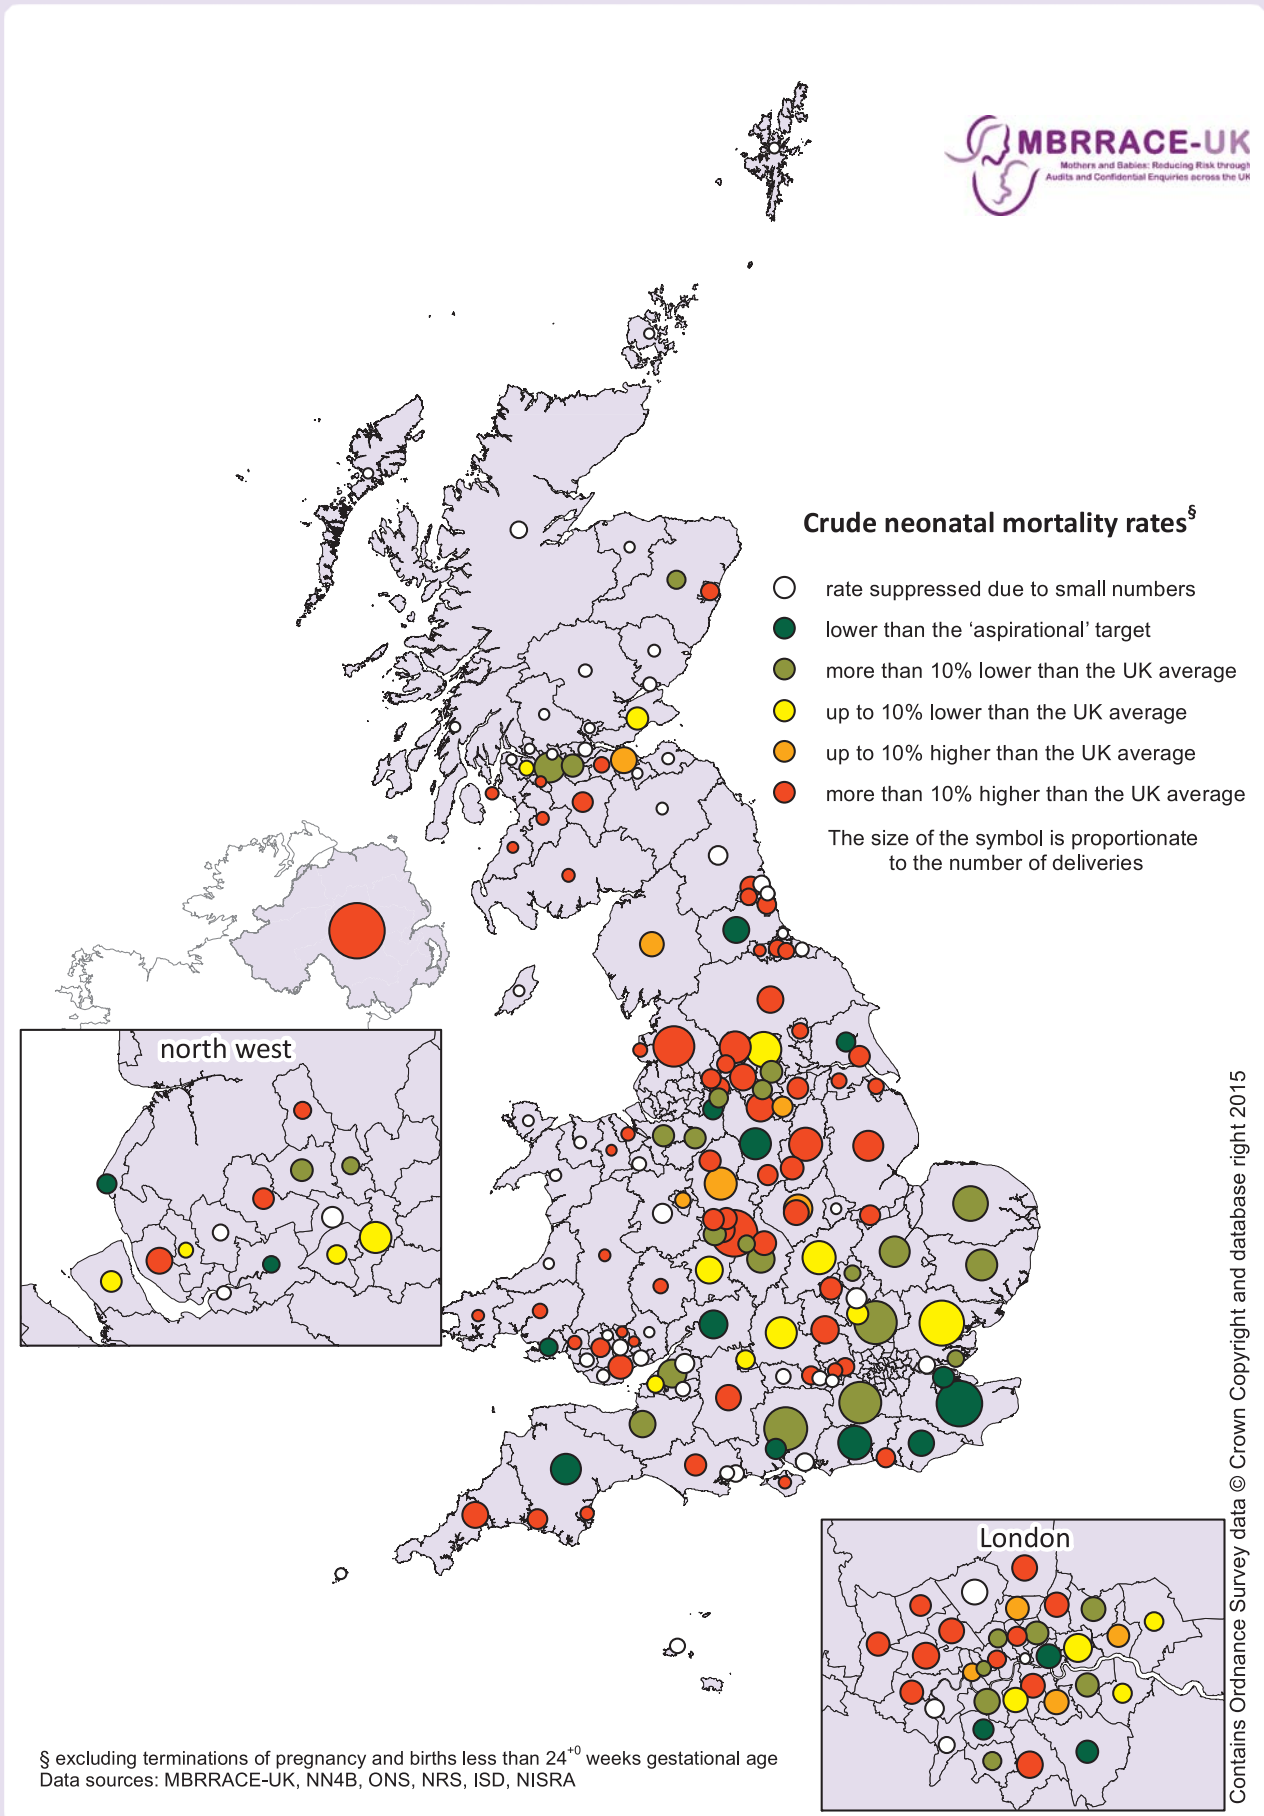 MBRRACE-UK
Mothers and Babies: Reducing Risk through
Audits and Confidential Enquiries across the UK
Crude neonatal mortality rates§
rate suppressed due to small numbers
lower than the ‘aspirational’ target
more than 10% lower than the UK average
up to 10% lower than the UK average
up to 10% higher than the UK average
more than 10% higher than the UK average
The size of the symbol is proportionate
to the number of deliveries
north west
London
Contains Ordnance Survey data © Crown Copyright and database right 2015
§ excluding terminations of pregnancy and births less than 24+0 weeks gestational age
Data sources: MBRRACE-UK, NN4B, ONS, NRS, ISD, NISRA